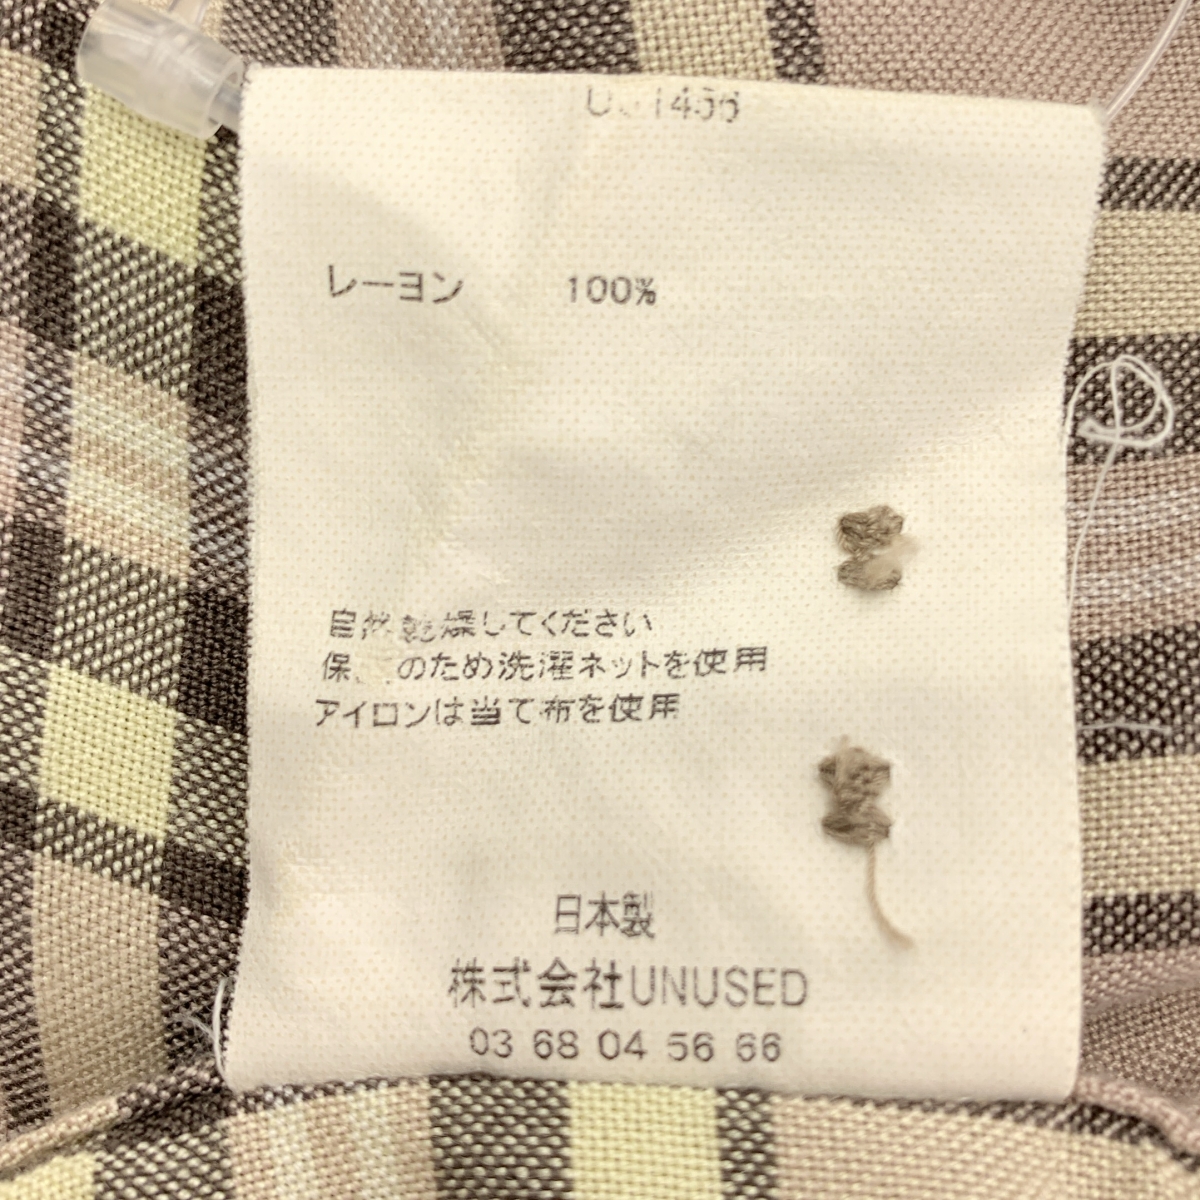 レーヨン 100%
自然乾燥してください
のため洗濯ネットを使用
アイロンは当て布を使用
日本製
株式会社UNUSED
03 68 04 56 66